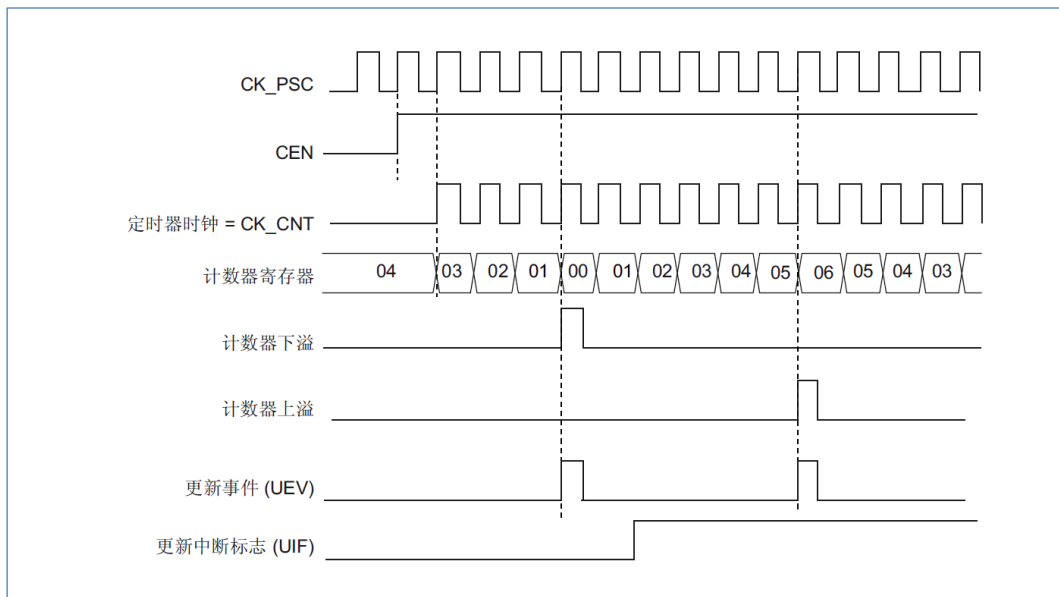 CK_PSC
CEN
定时器时钟 = CK_CNT
计数器寄存器 04 03 02 01 00 01 02 03 04 05 06 05 04 03
计数器下溢
计数器上溢
更新事件 (UEV)
更新中断标志 (UIF)